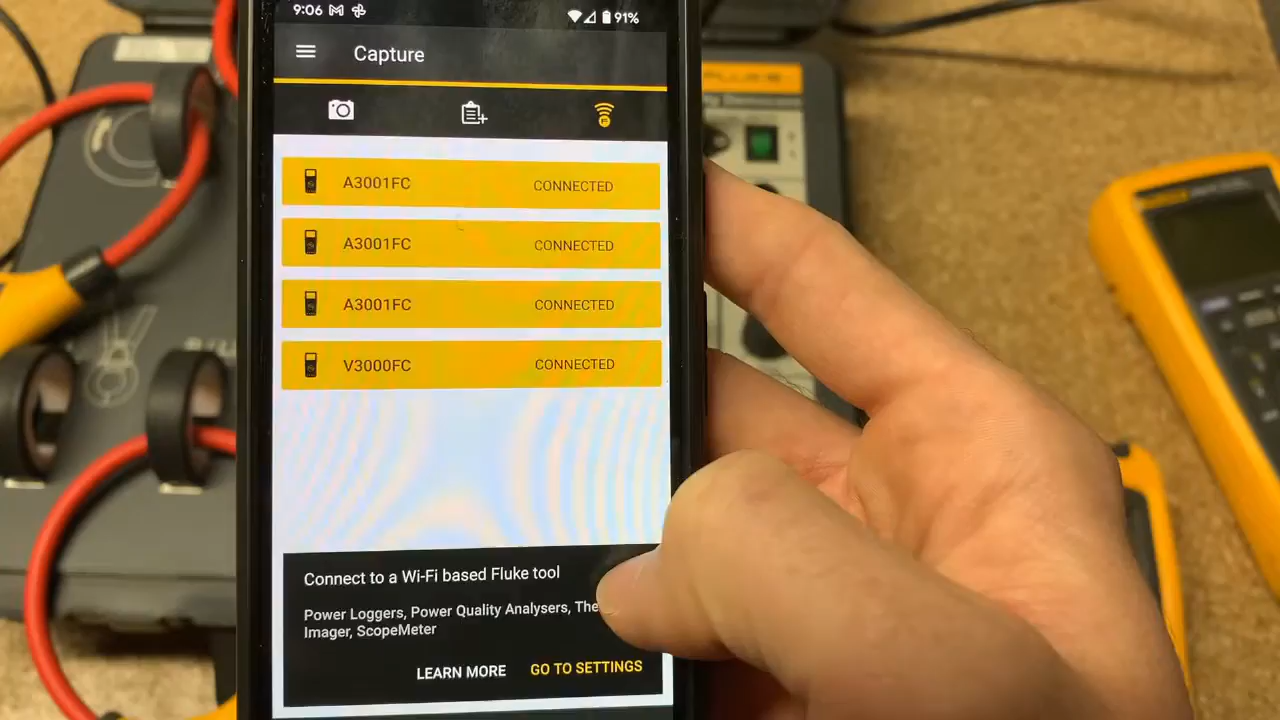 9:06
91%
Capture
A3001FC CONNECTED
A3001FC CONNECTED
A3001FC CONNECTED
V3000FC CONNECTED
Connect to a Wi-Fi based Fluke tool
Power Loggers, Power Quality Analysers,
Imager, ScopeMeter
LEARN MORE GO TO SETTINGS
FLUKE